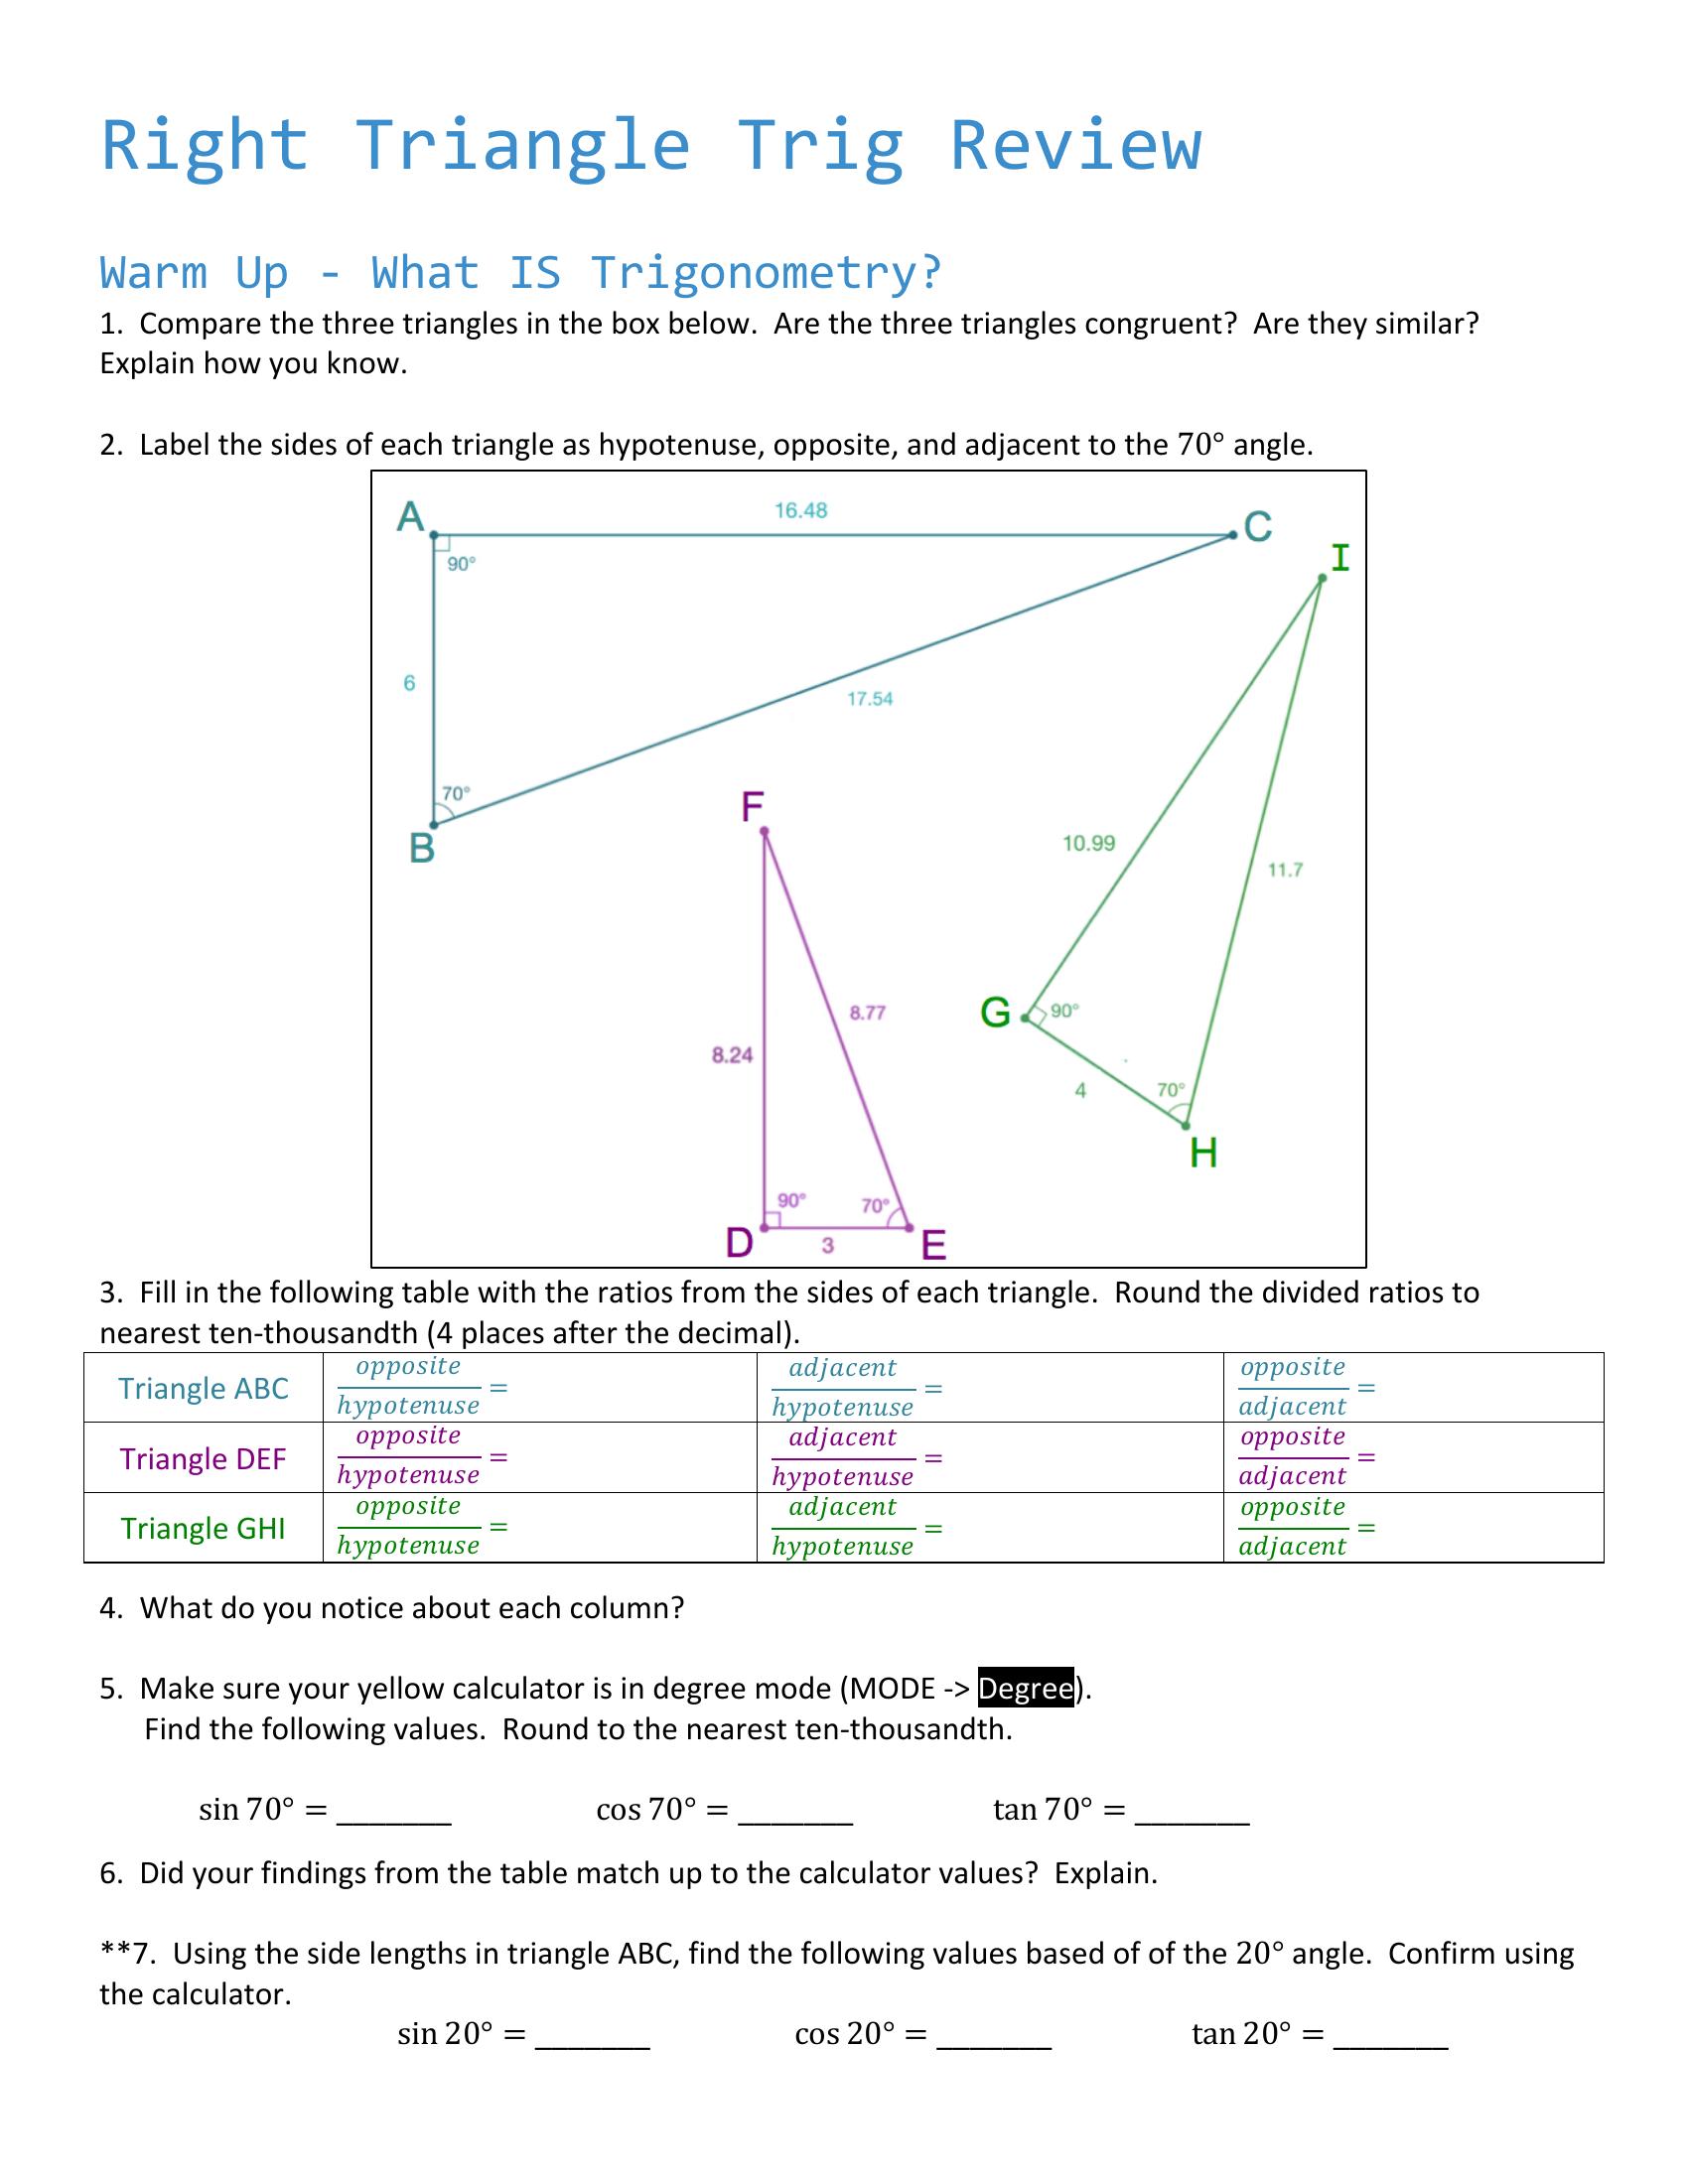 Right Triangle Trig Review
Warm Up - What IS Trigonometry?
1.  Compare the three triangles in the box below.  Are the three triangles congruent?  Are they similar?
Explain how you know.
2.  Label the sides of each triangle as hypotenuse, opposite, and adjacent to the 70° angle.
A
16.48
C
I
90°
6
17.54
70°
F
B
10.99
11.7
8.77
G
90°
8.24
4
70°
H
90°
70°
D
3
E
3.  Fill in the following table with the ratios from the sides of each triangle.  Round the divided ratios to
nearest ten-thousandth (4 places after the decimal).
Triangle ABC opposite/hypotenuse = adjacent/hypotenuse = opposite/adjacent =
Triangle DEF opposite/hypotenuse = adjacent/hypotenuse = opposite/adjacent =
Triangle GHI opposite/hypotenuse = adjacent/hypotenuse = opposite/adjacent =
4.  What do you notice about each column?
5.  Make sure your yellow calculator is in degree mode (MODE -> Degree).
Find the following values.  Round to the nearest ten-thousandth.
sin 70° = _______ cos 70° = _______ tan 70° = _______
6.  Did your findings from the table match up to the calculator values?  Explain.
**7.  Using the side lengths in triangle ABC, find the following values based of of the 20° angle.  Confirm using
the calculator.
sin 20° = _______ cos 20° = _______ tan 20° = _______